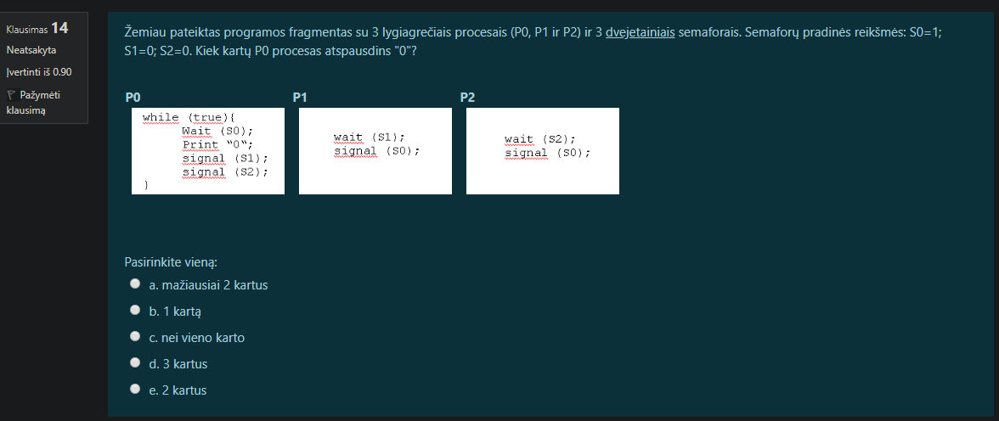 Klausimas 14
Neatsakyta
Įvertinti iš 0.90
Pažymėti
klausimą
Žemiau pateiktas programos fragmentas su 3 lygiagrečiais procesais (P0, P1 ir P2) ir 3 dvejetainiais semaforais. Semaforų pradinės reikšmės: S0=1;
S1=0; S2=0. Kiek kartų P0 procesas atspausdins "0"?
P0
while (true){
Wait (S0);
Print “0“;
signal (S1);
signal (S2);
}
P1
wait (S1);
signal (S0);
P2
wait (S2);
signal (S0);
Pasirinkite vieną:
a. mažiausiai 2 kartus
b. 1 kartą
c. nei vieno karto
d. 3 kartus
e. 2 kartus